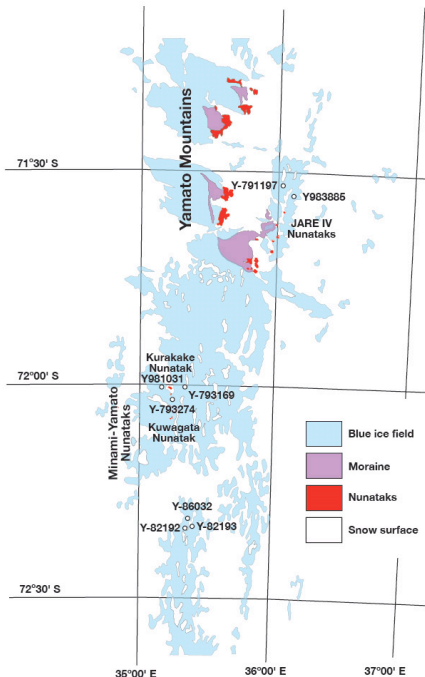 Yamato Mountains
71°30' S
Y-791197
Y983885
JARE IV
Nunataks
Kurakake
Nunatak
Y981031
72°00' S
Y-793169
Y-793274
Kuwagata
Nunatak
Minami-Yamato
Nunataks
Blue ice field
Moraine
Nunataks
Snow surface
Y-86032
Y-82192
Y-82193
72°30' S
35°00' E
36°00' E
37°00' E